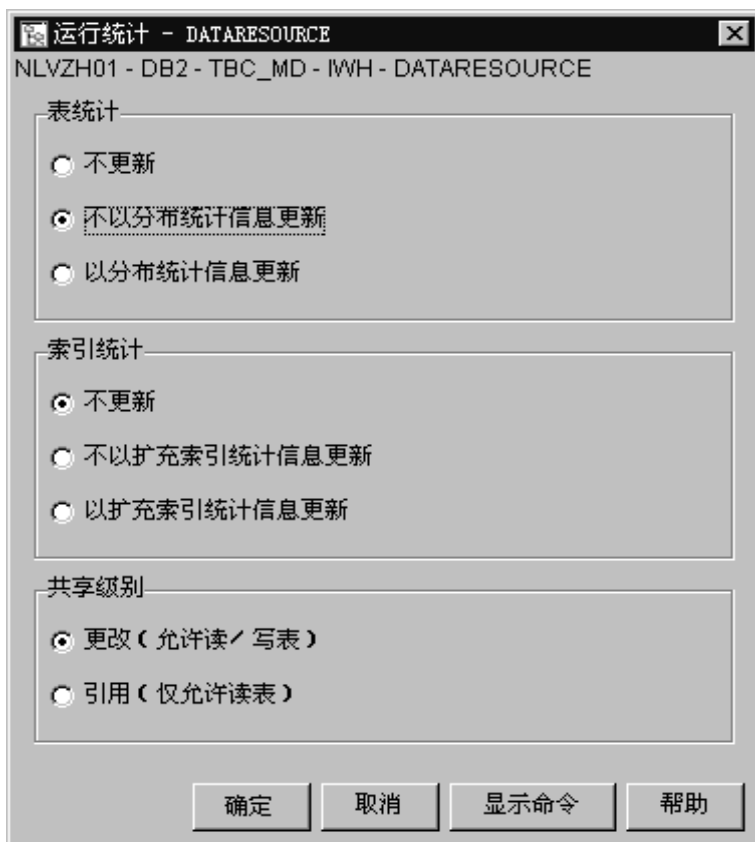 运行统计 - DATARESOURCE
NLVZH01 - DB2 - TBC_MD - IWH - DATARESOURCE
表统计
不更新
不以分布统计信息更新
以分布统计信息更新
索引统计
不更新
不以扩充索引统计信息更新
以扩充索引统计信息更新
共享级别
更改(允许读/写表)
引用(仅允许读表)
确定 取消 显示命令 帮助